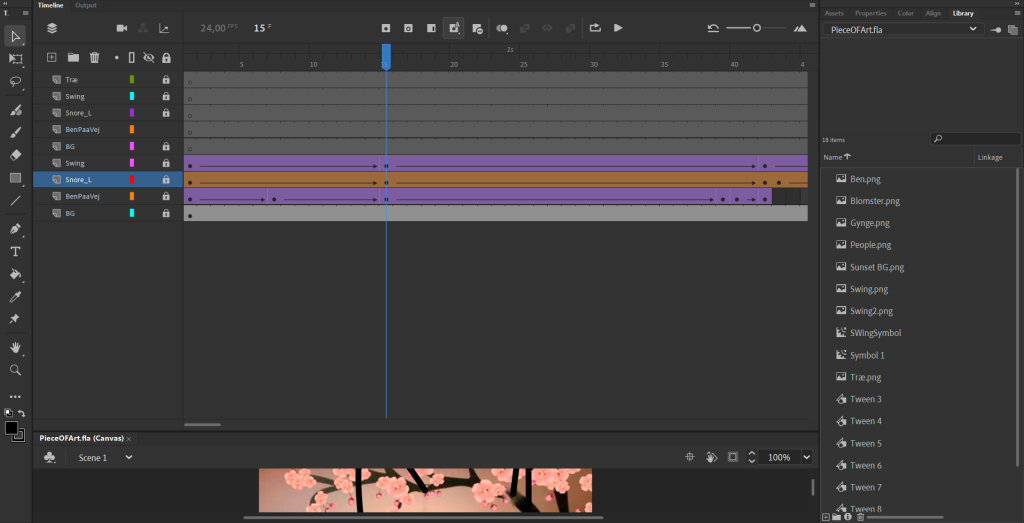 T..
Timeline
Output
24,00 FPS
15 F
2s
5
10
15
20
25
30
35
40
4
Træ
Swing
Snore_L
BenPaaVej
BG
Swing
Snore_L
BenPaaVej
BG
PieceOFArt.fla (Canvas) ×
Scene 1
100%
Assets
Properties
Color
Align
Library
PieceOFArt.fla
18 items
Name
Linkage
Ben.png
Blomster.png
Gynge.png
People.png
Sunset BG.png
Swing.png
Swing2.png
SWingSymbol
Symbol 1
Træ.png
Tween 3
Tween 4
Tween 5
Tween 6
Tween 7
Tween 8